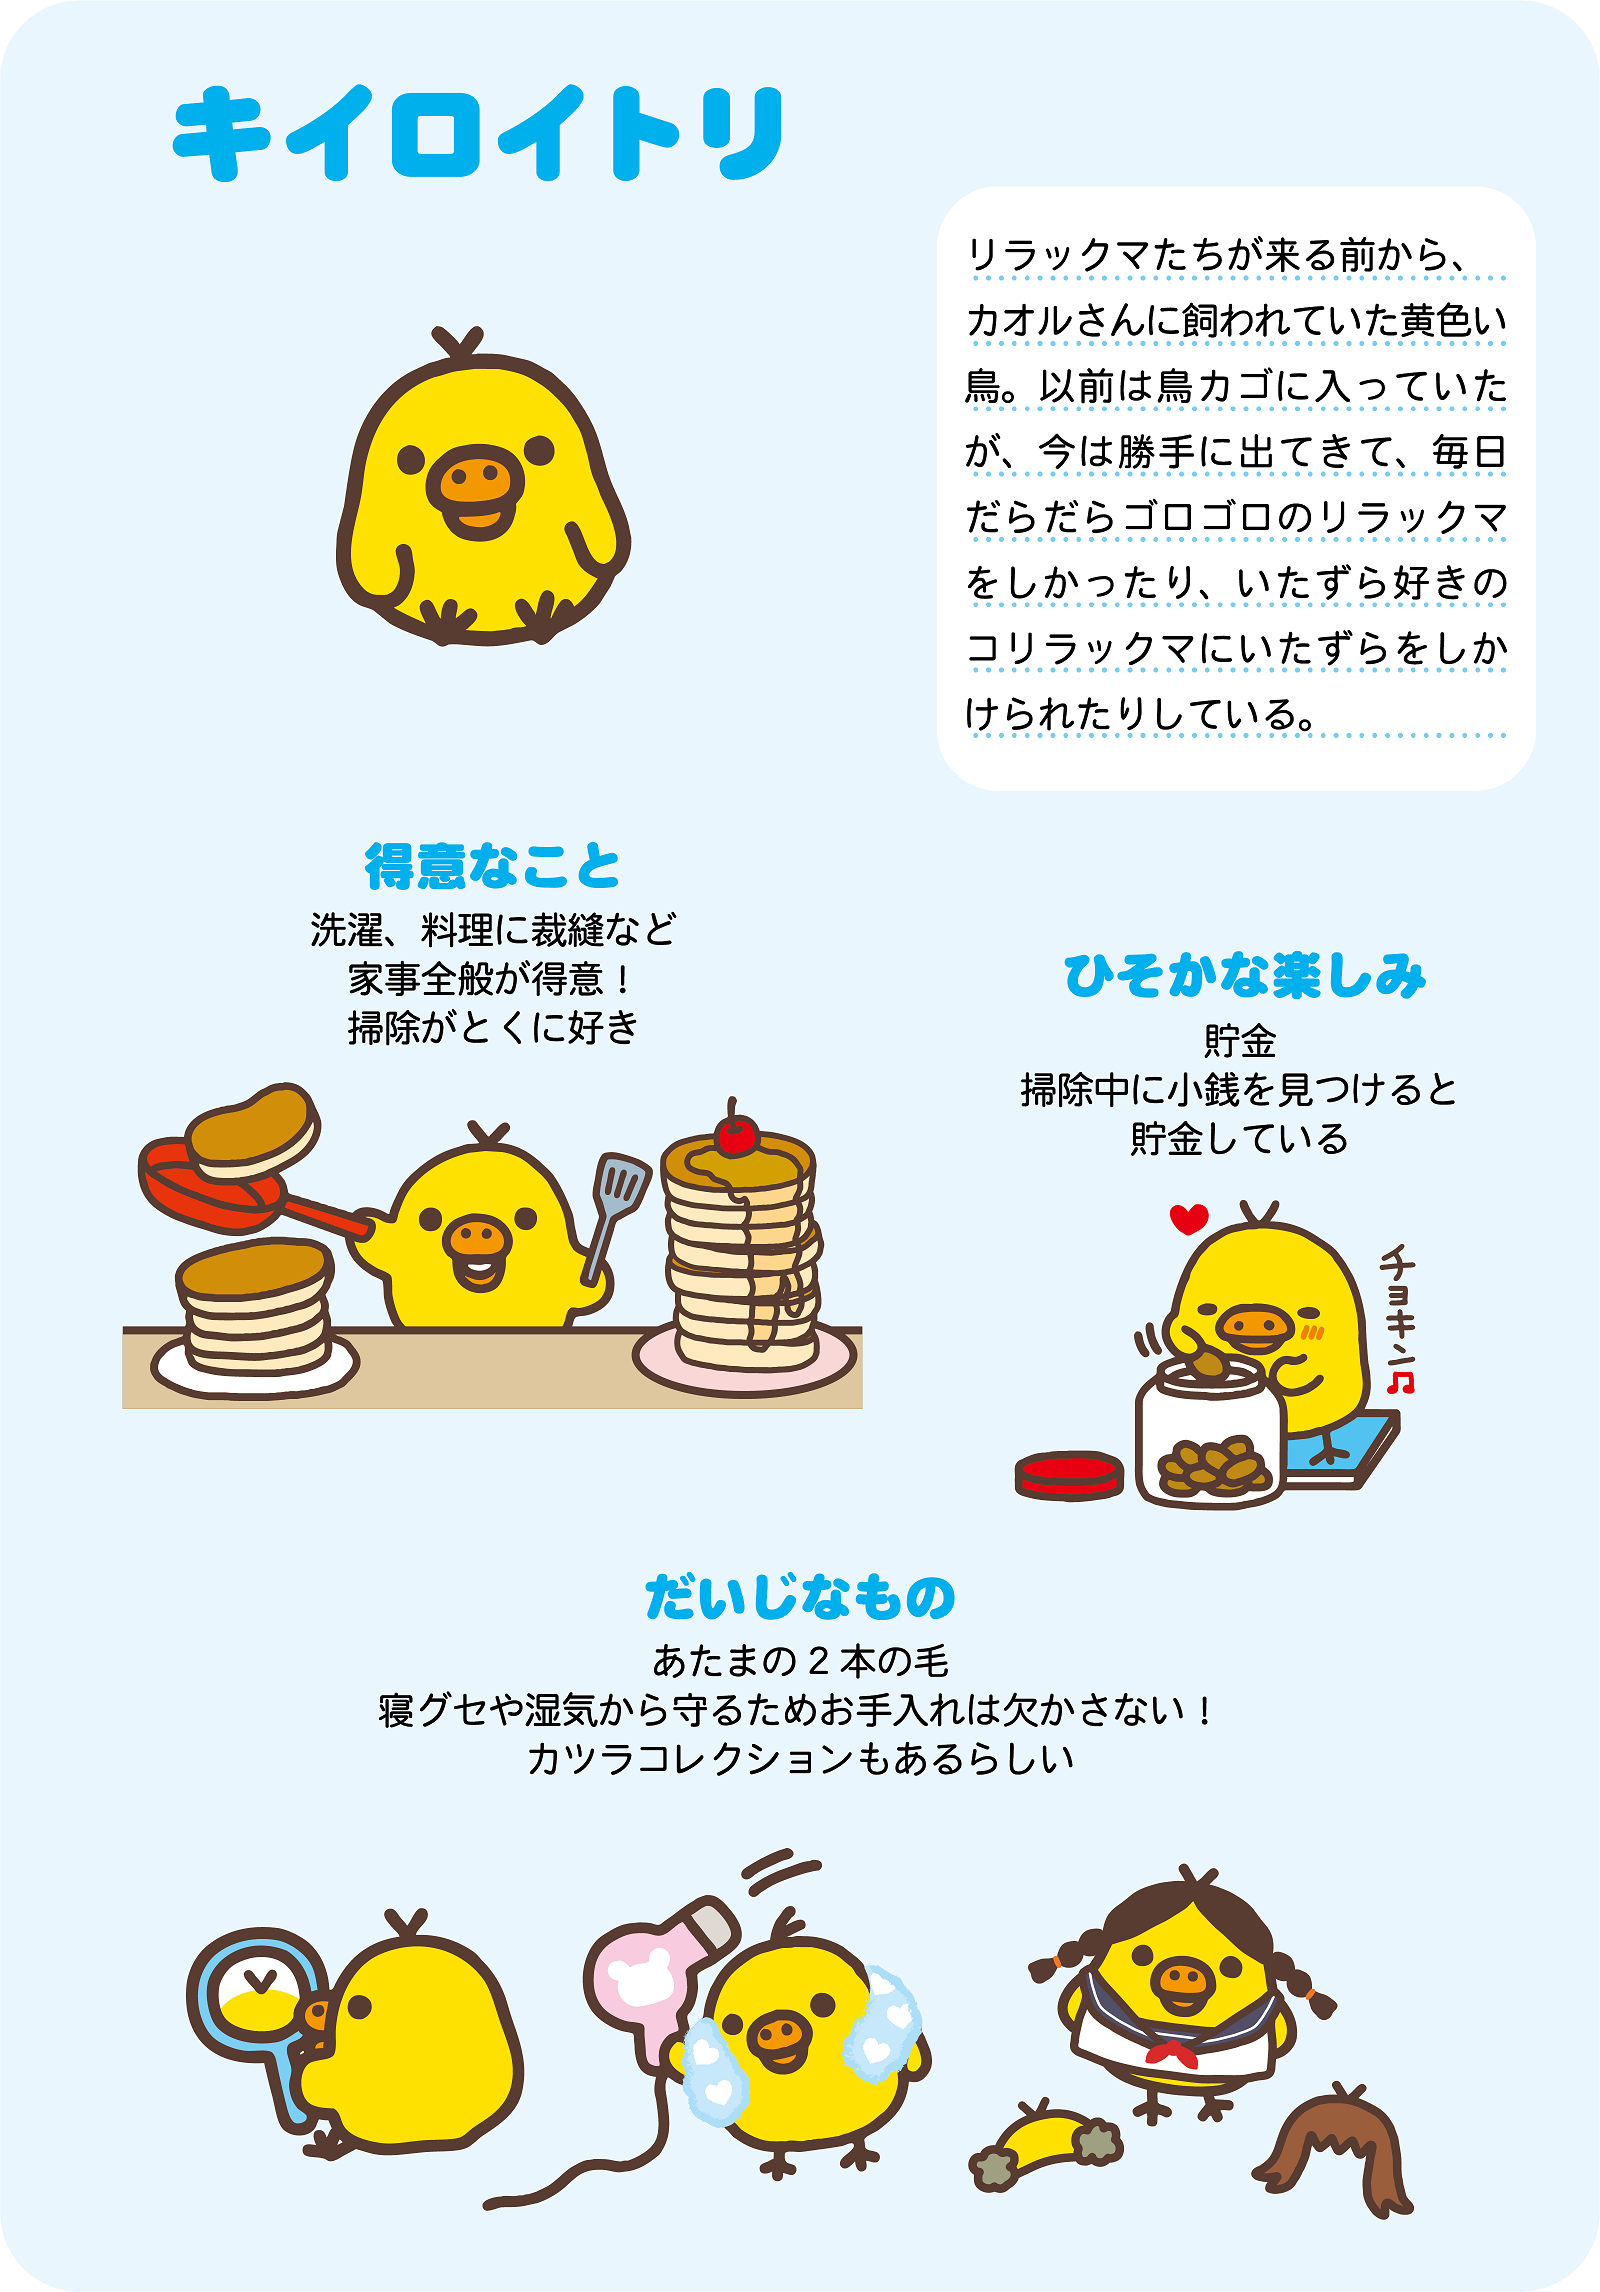 キイロイトリ
リラックマたちが来る前から、
カオルさんに飼われていた黄色い
鳥。以前は鳥カゴに入っていた
が、今は勝手に出てきて、毎日
だらだらゴロゴロのリラックマ
をしかったり、いたずら好きの
コリラックマにいたずらをしか
けられたりしている。
得意なこと
洗濯、料理に裁縫など
家事全般が得意！
掃除がとくに好き
ひそかな楽しみ
貯金
掃除中に小銭を見つけると
貯金している
チョキン♫
だいじなもの
あたまの2本の毛
寝グセや湿気から守るためお手入れは欠かさない！
カツラコレクションもあるらしい